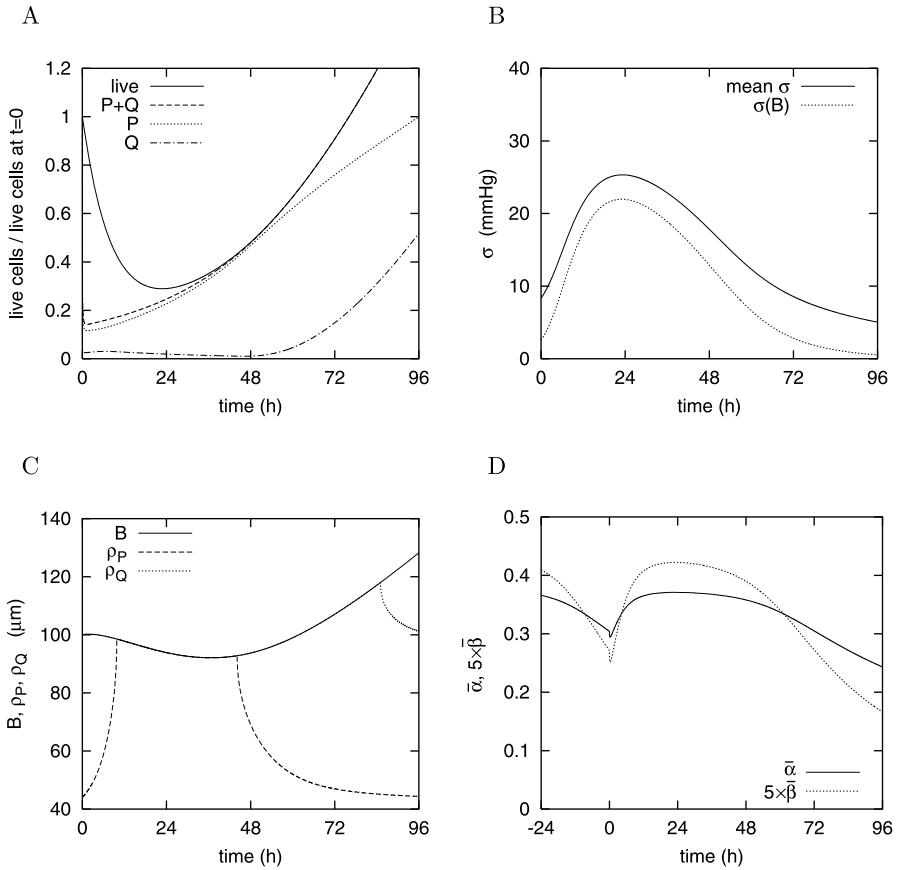 A
live cells / live cells at t=0
1.2
1
0.8
0.6
0.4
0.2
0
0 24 48 72 96
time (h)
live
P+Q
P
Q
B
σ (mmHg)
40
30
20
10
0
0 24 48 72 96
time (h)
mean σ
σ(B)
C
B, ρP, ρQ (μm)
140
120
100
80
60
40
0 24 48 72 96
time (h)
B
ρP
ρQ
D
α̅, 5×β̅
0.5
0.4
0.3
0.2
0.1
0
-24 0 24 48 72 96
time (h)
α̅
5×β̅